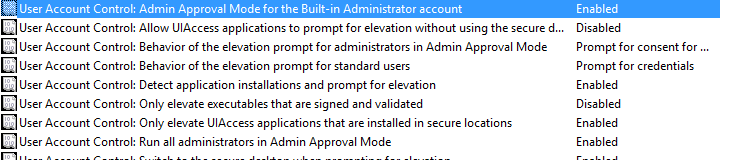 User Account Control: Admin Approval Mode for the Built-in Administrator account Enabled
User Account Control: Allow UIAccess applications to prompt for elevation without using the secure d... Disabled
User Account Control: Behavior of the elevation prompt for administrators in Admin Approval Mode Prompt for consent for ...
User Account Control: Behavior of the elevation prompt for standard users Prompt for credentials
User Account Control: Detect application installations and prompt for elevation Enabled
User Account Control: Only elevate executables that are signed and validated Disabled
User Account Control: Only elevate UIAccess applications that are installed in secure locations Enabled
User Account Control: Run all administrators in Admin Approval Mode Enabled
User Account Control: Switch to the secure desktop when prompting for elevation Enabled